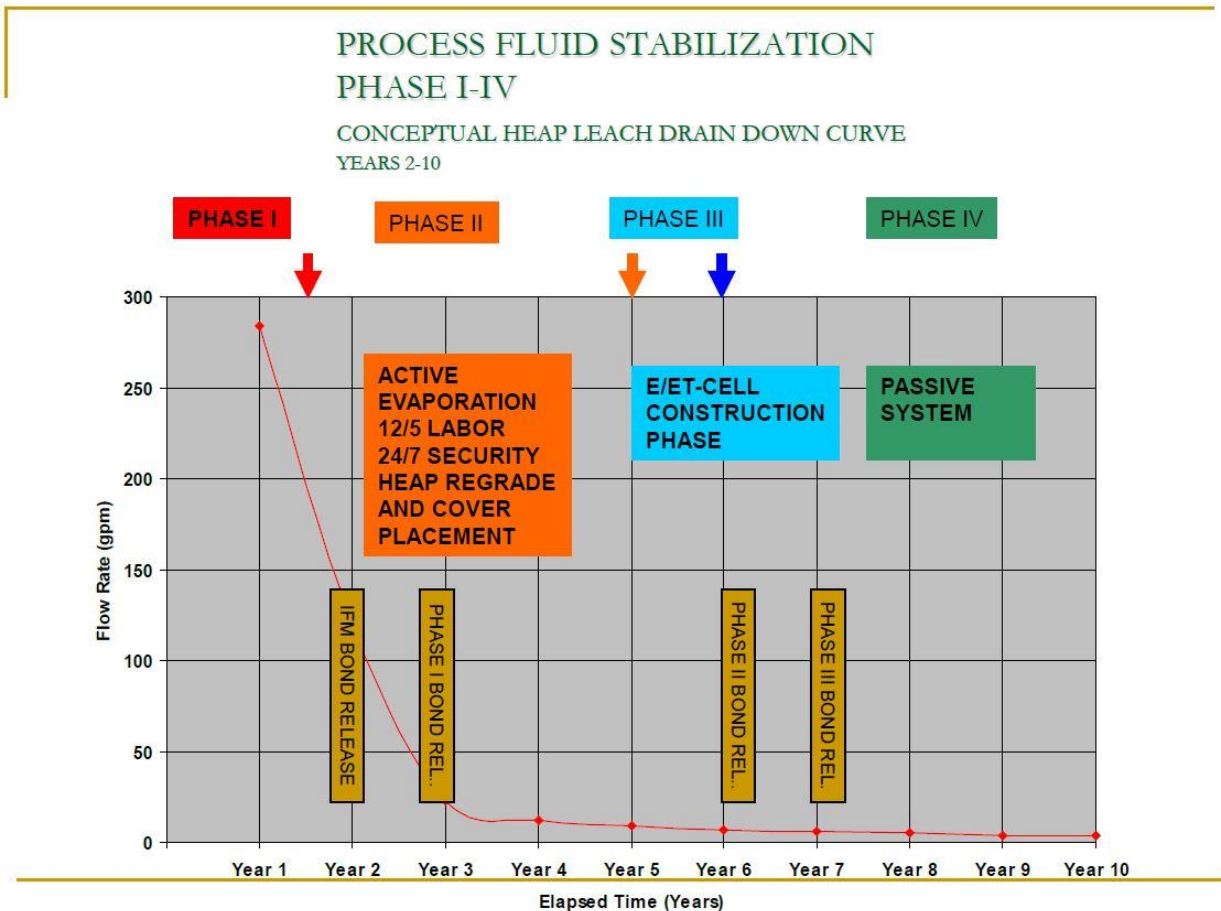 PROCESS FLUID STABILIZATION
PHASE I-IV
CONCEPTUAL HEAP LEACH DRAIN DOWN CURVE
YEARS 2-10
PHASE I
PHASE II
PHASE III
PHASE IV
300
250
200
150
100
50
0
Flow Rate (gpm)
ACTIVE
EVAPORATION
12/5 LABOR
24/7 SECURITY
HEAP REGRADE
AND COVER
PLACEMENT
E/ET-CELL
CONSTRUCTION
PHASE
PASSIVE
SYSTEM
IFM BOND RELEASE
PHASE I BOND REL..
PHASE II BOND REL..
PHASE III BOND REL.
Year 1
Year 2
Year 3
Year 4
Year 5
Year 6
Year 7
Year 8
Year 9
Year 10
Elapsed Time (Years)